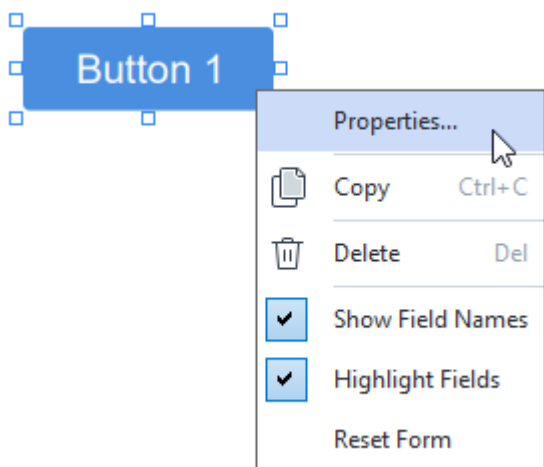 Button 1
Properties...
Copy Ctrl+C
Delete Del
Show Field Names
Highlight Fields
Reset Form